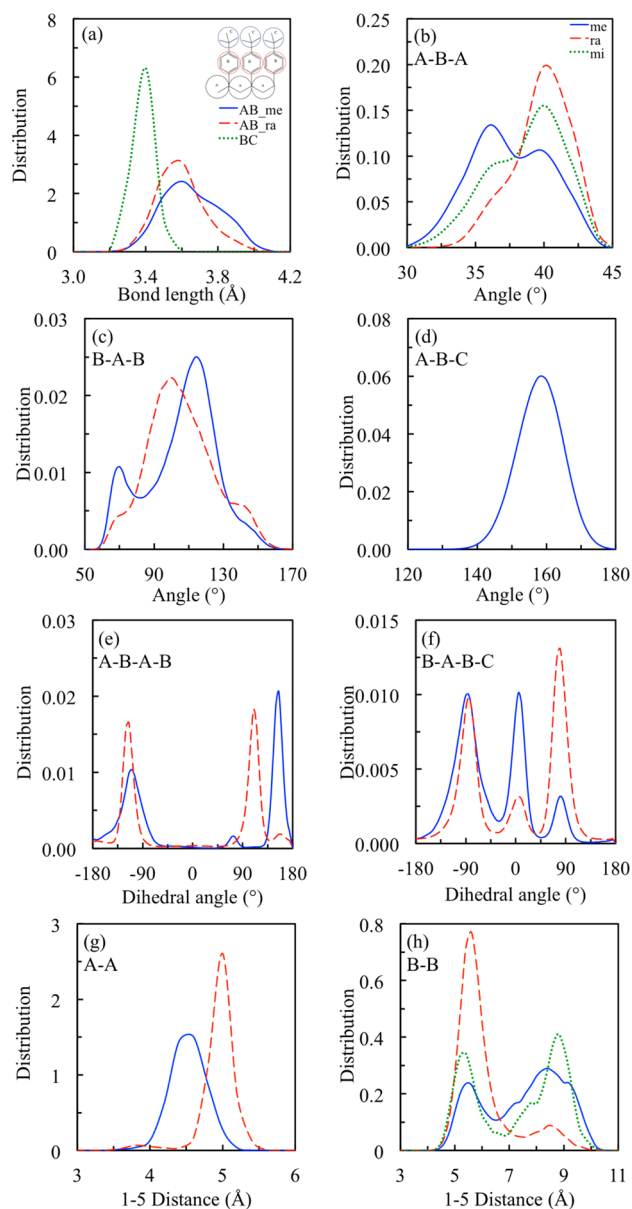 (a)
C C C
B B B
A A A
AB_me
AB_ra
BC
8
6
4
2
0
Distribution
3.0 3.4 3.8 4.2
Bond length (Å)
(b)
A-B-A
me
ra
mi
0.25
0.20
0.15
0.10
0.05
0.00
Distribution
30 35 40 45
Angle (°)
(c)
B-A-B
0.03
0.02
0.01
0.00
Distribution
50 90 130 170
Angle (°)
(d)
A-B-C
0.08
0.06
0.04
0.02
0.00
Distribution
120 140 160 180
Angle (°)
(e)
A-B-A-B
0.03
0.02
0.01
0.00
Distribution
-180 -90 0 90 180
Dihedral angle (°)
(f)
B-A-B-C
0.015
0.010
0.005
0.000
Distribution
-180 -90 0 90 180
Dihedral angle (°)
(g)
A-A
3
2
1
0
Distribution
3 4 5 6
1-5 Distance (Å)
(h)
B-B
0.8
0.6
0.4
0.2
0.0
Distribution
3 5 7 9 11
1-5 Distance (Å)